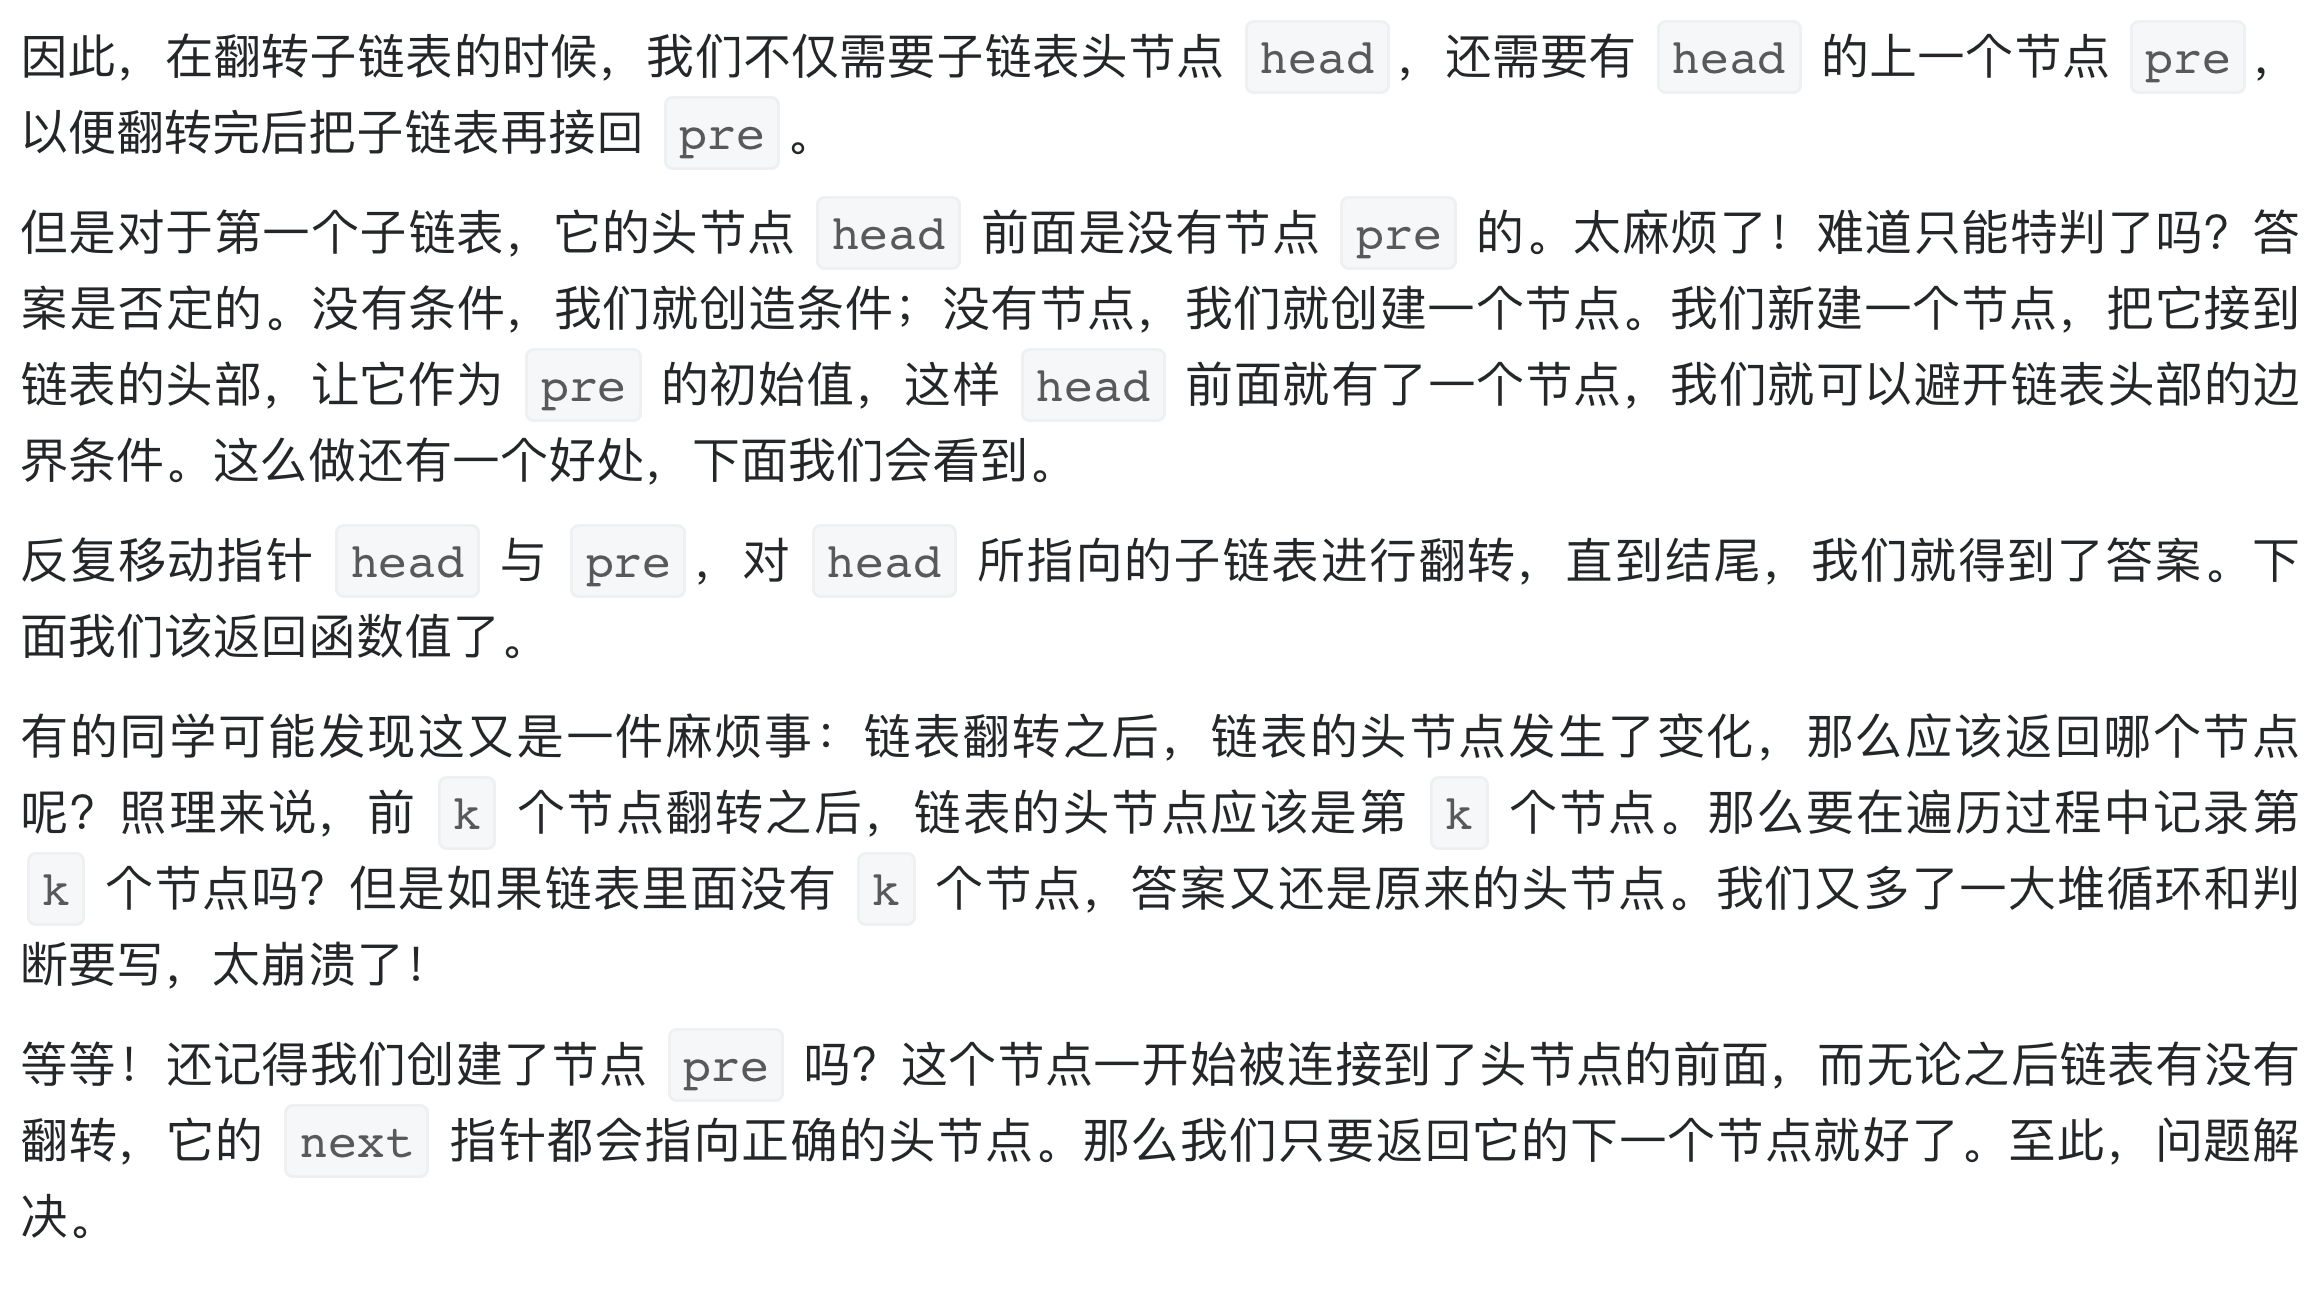 因此，在翻转子链表的时候，我们不仅需要子链表头节点 head，还需要有 head 的上一个节点 pre，
以便翻转完后把子链表再接回 pre。
但是对于第一个子链表，它的头节点 head 前面是没有节点 pre 的。太麻烦了！难道只能特判了吗？答
案是否定的。没有条件，我们就创造条件；没有节点，我们就创建一个节点。我们新建一个节点，把它接到
链表的头部，让它作为 pre 的初始值，这样 head 前面就有了一个节点，我们就可以避开链表头部的边
界条件。这么做还有一个好处，下面我们会看到。
反复移动指针 head 与 pre，对 head 所指向的子链表进行翻转，直到结尾，我们就得到了答案。下
面我们该返回函数值了。
有的同学可能发现这又是一件麻烦事：链表翻转之后，链表的头节点发生了变化，那么应该返回哪个节点
呢？照理来说，前 k 个节点翻转之后，链表的头节点应该是第 k 个节点。那么要在遍历过程中记录第
k 个节点吗？但是如果链表里面没有 k 个节点，答案又还是原来的头节点。我们又多了一大堆循环和判
断要写，太崩溃了！
等等！还记得我们创建了节点 pre 吗？这个节点一开始被连接到了头节点的前面，而无论之后链表有没有
翻转，它的 next 指针都会指向正确的头节点。那么我们只要返回它的下一个节点就好了。至此，问题解
决。